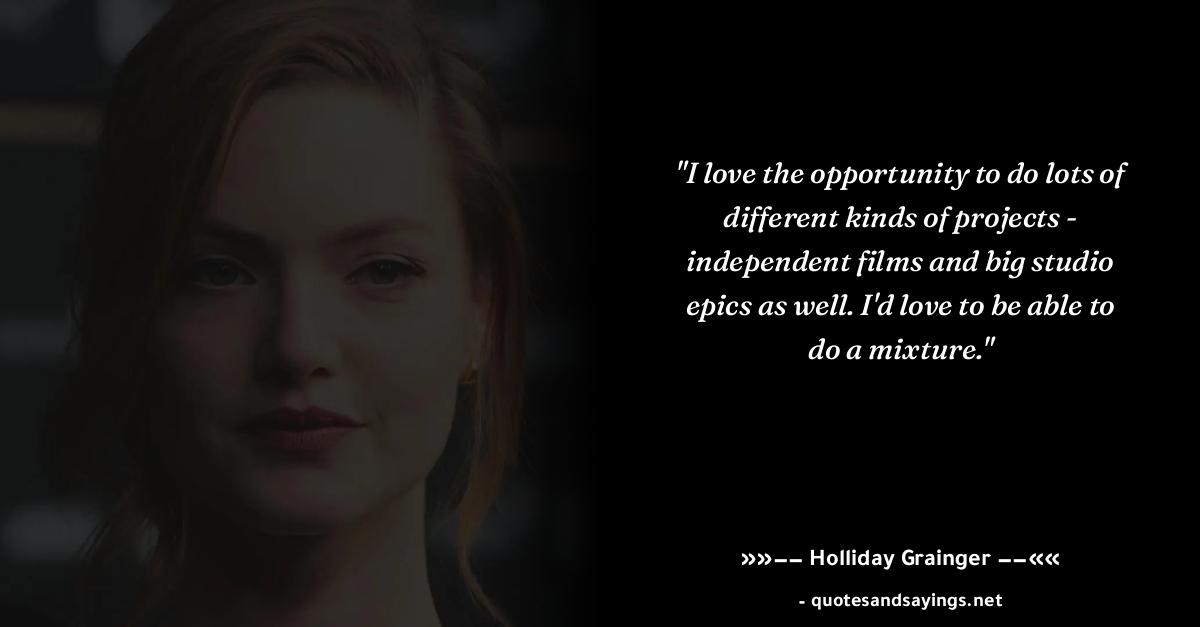 "I love the opportunity to do lots of
different kinds of projects -
independent films and big studio
epics as well. I'd love to be able to
do a mixture."
»»−− Holliday Grainger −−««
- quotesandsayings.net